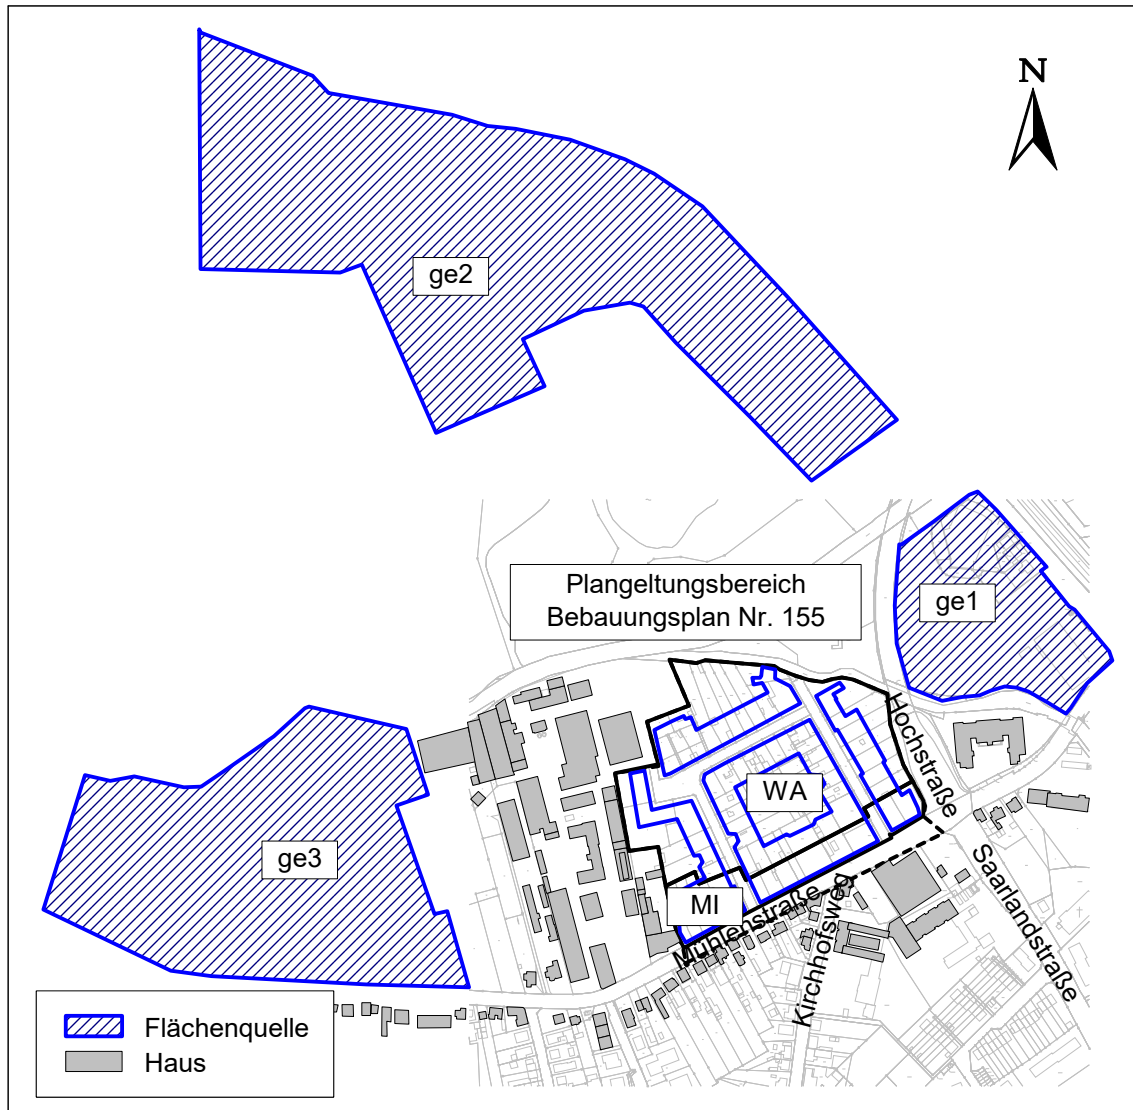 N
ge2
Plangeltungsbereich
Bebauungsplan Nr. 155
ge1
Hochstraße
WA
ge3
MI
Mühlenstraße
Kirchhofsweg
Saarlandstraße
Flächenquelle
Haus